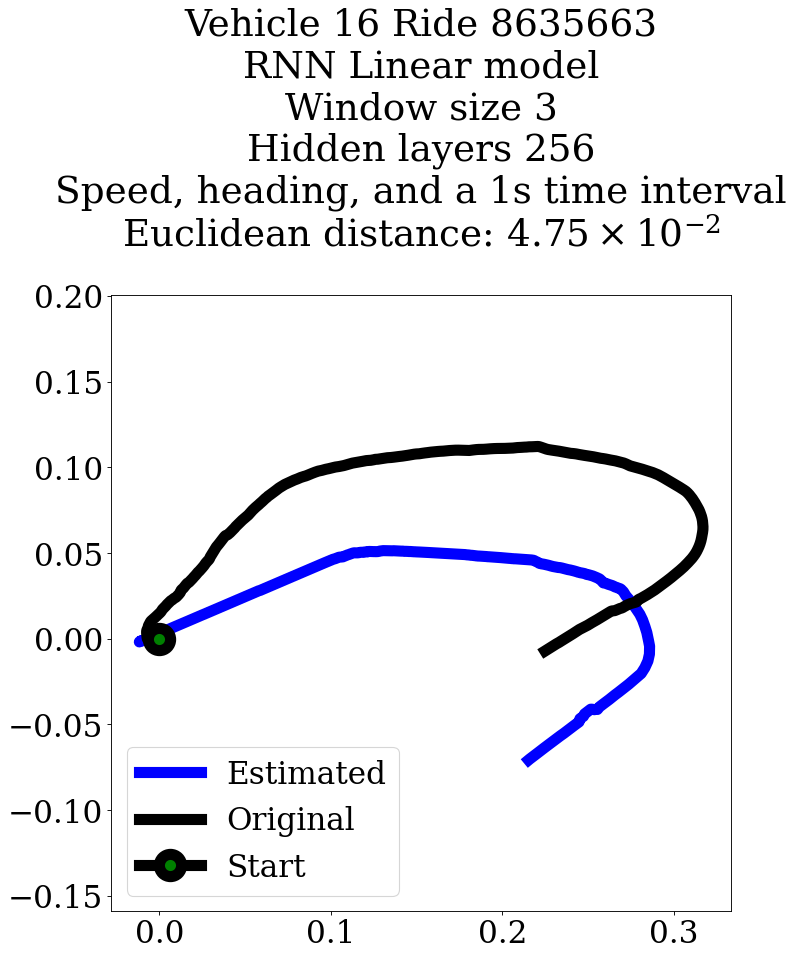 Vehicle 16 Ride 8635663
RNN Linear model
Window size 3
Hidden layers 256
Speed, heading, and a 1s time interval
Euclidean distance: 4.75 × 10⁻²
0.20
0.15
0.10
0.05
0.00
−0.05
−0.10
−0.15
Estimated
Original
Start
0.0 0.1 0.2 0.3